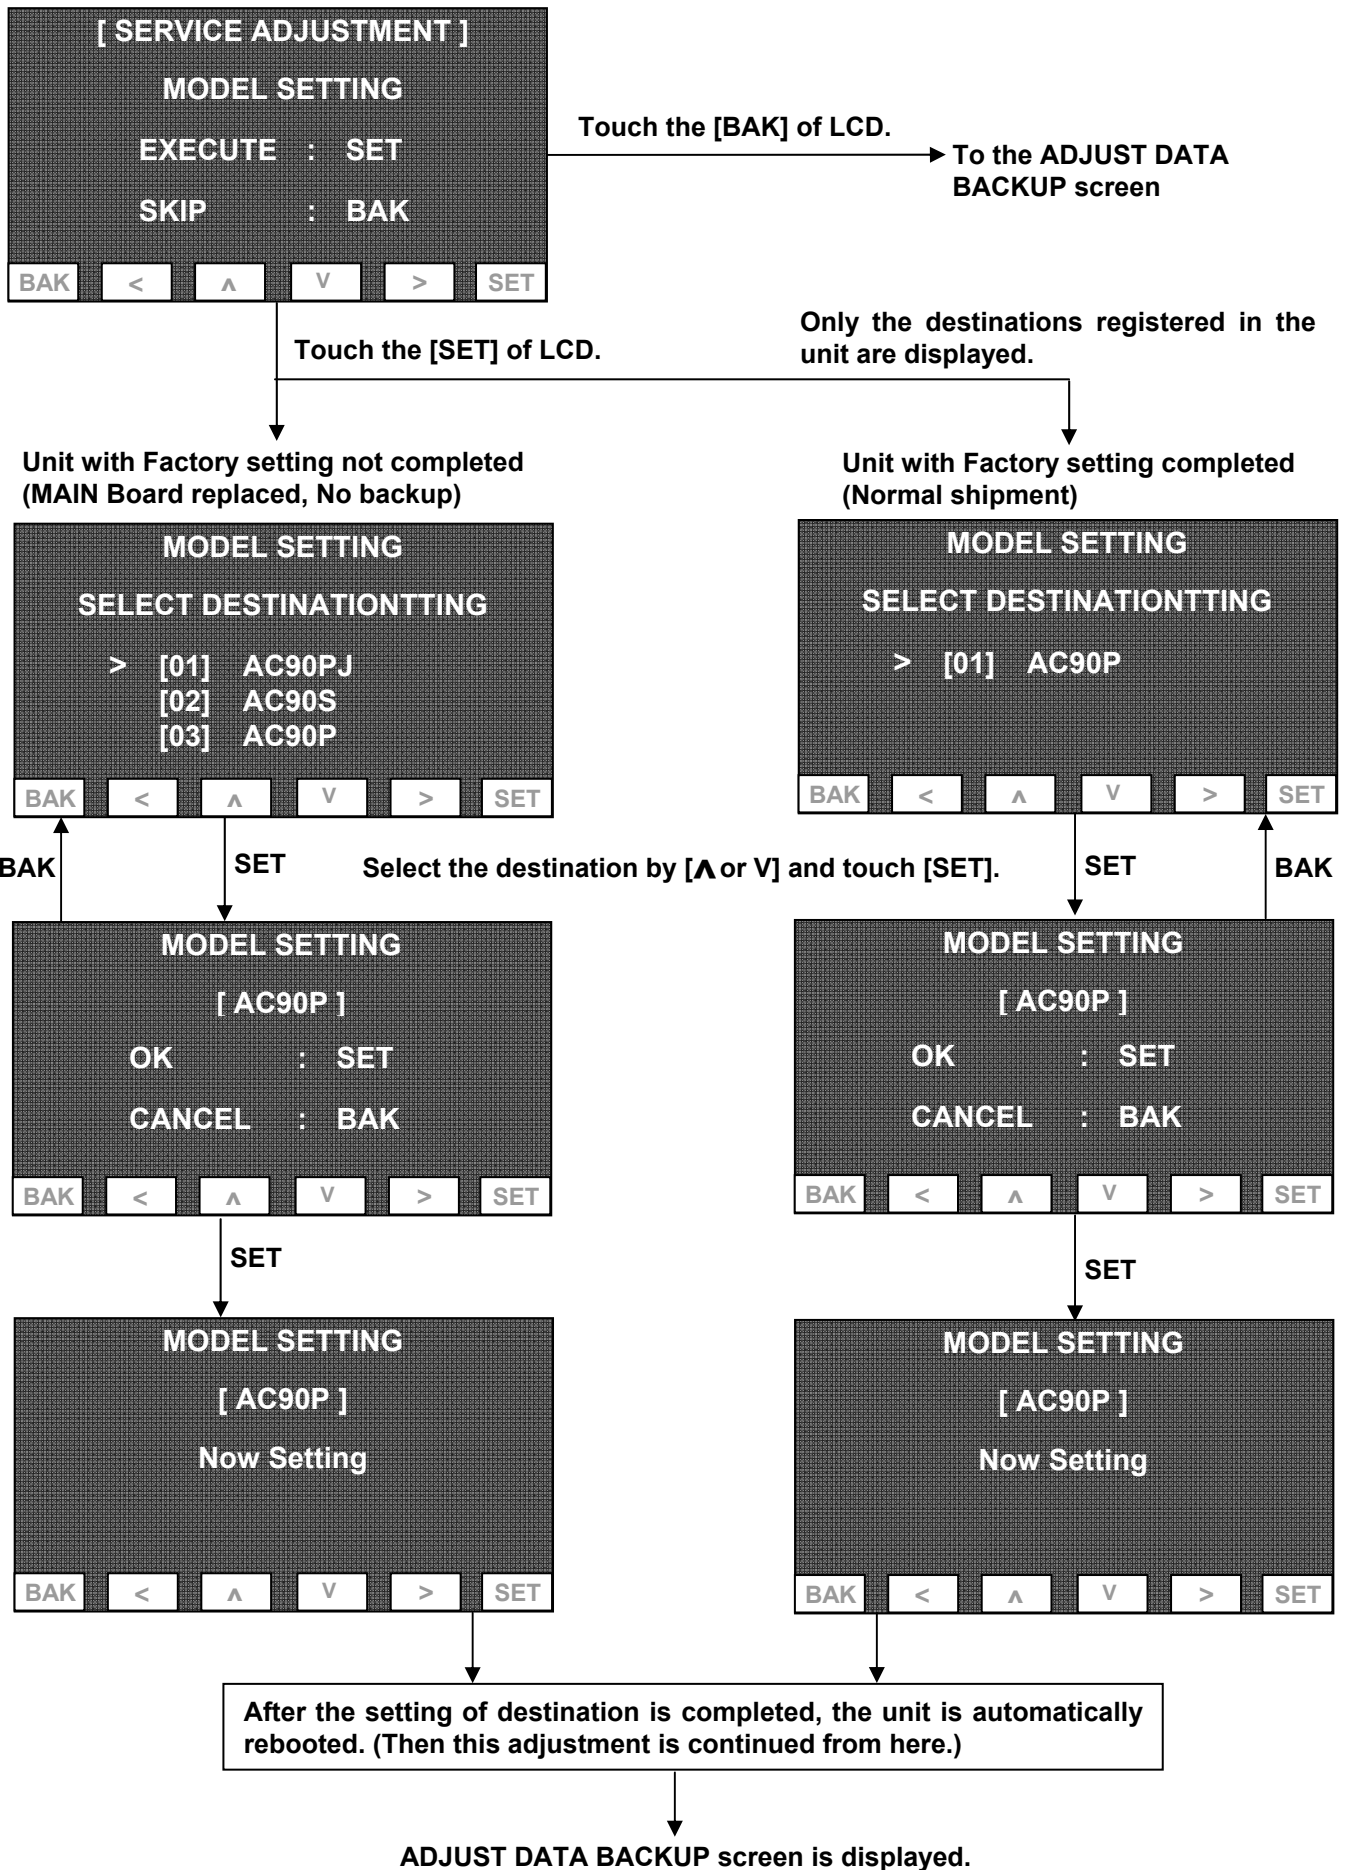 [ SERVICE ADJUSTMENT ]
MODEL SETTING
EXECUTE : SET
SKIP : BAK
BAK < ∧ V > SET
Touch the [BAK] of LCD.
To the ADJUST DATA
BACKUP screen
Touch the [SET] of LCD.
Only the destinations registered in the
unit are displayed.
Unit with Factory setting not completed
(MAIN Board replaced, No backup)
MODEL SETTING
SELECT DESTINATIONTTING
> [01] AC90PJ
[02] AC90S
[03] AC90P
BAK < ∧ V > SET
Unit with Factory setting completed
(Normal shipment)
MODEL SETTING
SELECT DESTINATIONTTING
> [01] AC90P
BAK < ∧ V > SET
BAK
SET
Select the destination by [∧ or V] and touch [SET].
SET
BAK
MODEL SETTING
[ AC90P ]
OK : SET
CANCEL : BAK
BAK < ∧ V > SET
MODEL SETTING
[ AC90P ]
OK : SET
CANCEL : BAK
BAK < ∧ V > SET
SET
SET
MODEL SETTING
[ AC90P ]
Now Setting
BAK < ∧ V > SET
MODEL SETTING
[ AC90P ]
Now Setting
BAK < ∧ V > SET
After the setting of destination is completed, the unit is automatically
rebooted. (Then this adjustment is continued from here.)
ADJUST DATA BACKUP screen is displayed.